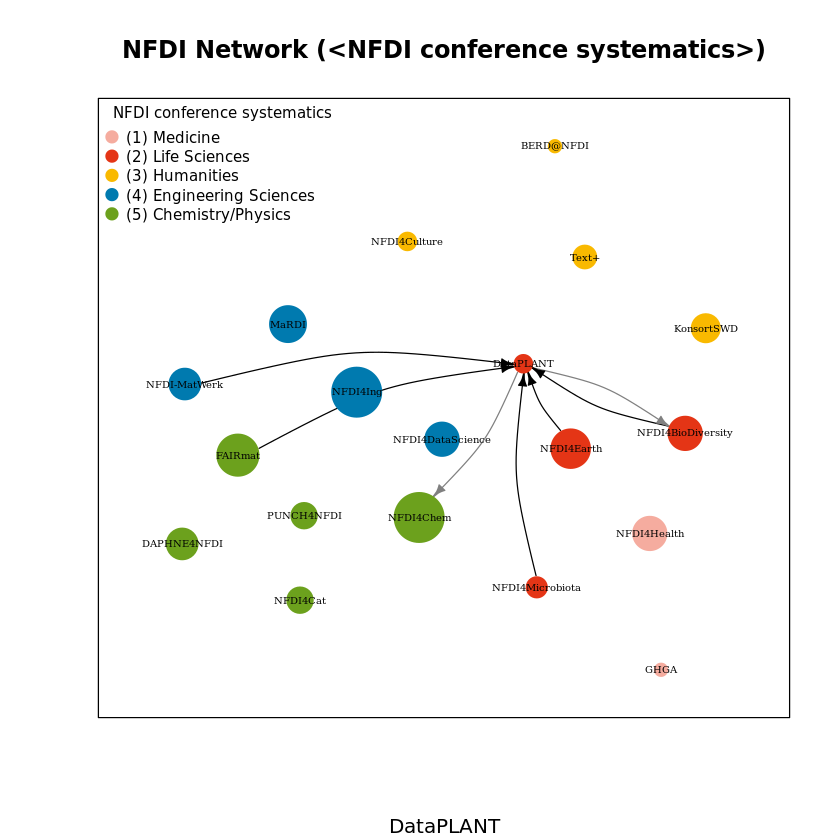 NFDI Network (<NFDI conference systematics>)
NFDI conference systematics
(1) Medicine
(2) Life Sciences
(3) Humanities
(4) Engineering Sciences
(5) Chemistry/Physics
BERD@NFDI
NFDI4Culture
Text+
MaRDI
KonsortSWD
DataPLANT
NFDI-MatWerk
NFDI4Ing
NFDI4DataScience
NFDI4BioDiversity
NFDI4Earth
FAIRmat
PUNCH4NFDI
NFDI4Chem
NFDI4Health
DAPHNE4NFDI
NFDI4Microbiota
NFDI4Cat
GHGA
DataPLANT